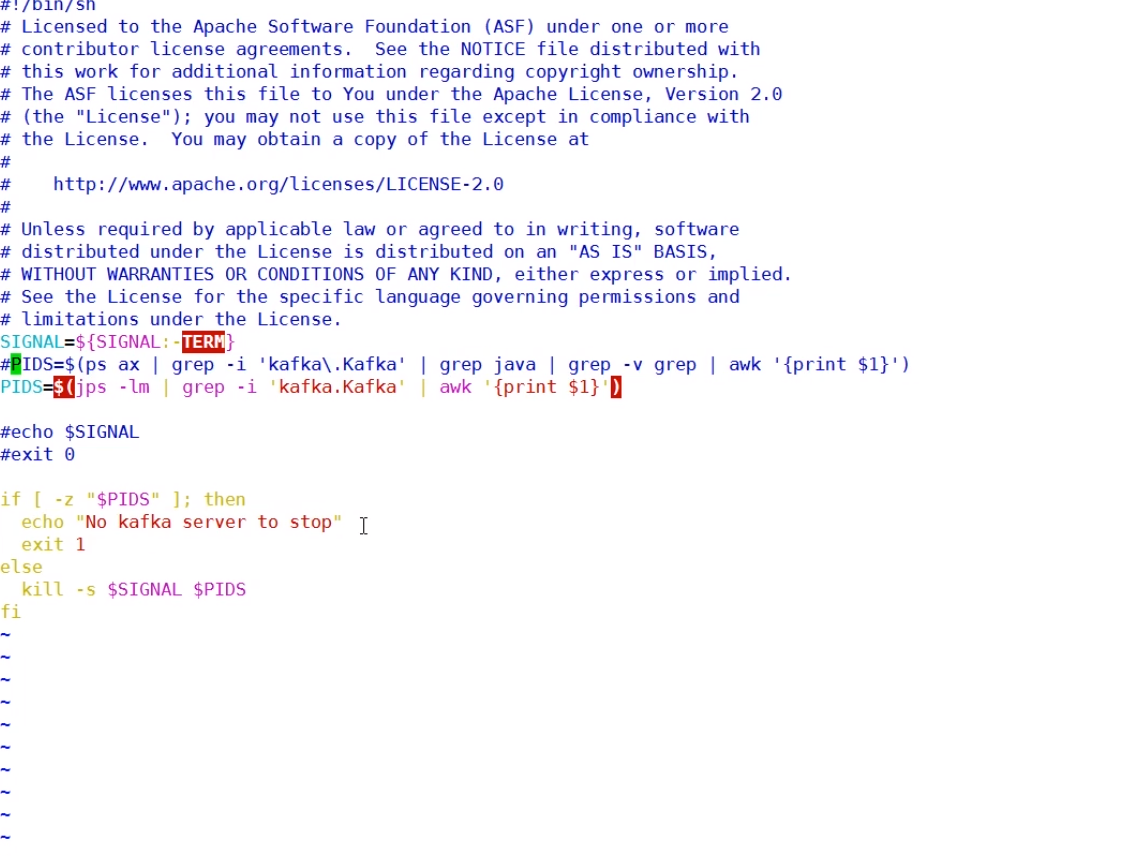 #!/bin/sh
# Licensed to the Apache Software Foundation (ASF) under one or more
# contributor license agreements.  See the NOTICE file distributed with
# this work for additional information regarding copyright ownership.
# The ASF licenses this file to You under the Apache License, Version 2.0
# (the "License"); you may not use this file except in compliance with
# the License.  You may obtain a copy of the License at
#
#    http://www.apache.org/licenses/LICENSE-2.0
#
# Unless required by applicable law or agreed to in writing, software
# distributed under the License is distributed on an "AS IS" BASIS,
# WITHOUT WARRANTIES OR CONDITIONS OF ANY KIND, either express or implied.
# See the License for the specific language governing permissions and
# limitations under the License.
SIGNAL=${SIGNAL:-TERM}
#PIDS=$(ps ax | grep -i 'kafka\.Kafka' | grep java | grep -v grep | awk '{print $1}')
PIDS=$(jps -lm | grep -i 'kafka.Kafka' | awk '{print $1}')

#echo $SIGNAL
#exit 0

if [ -z "$PIDS" ]; then
  echo "No kafka server to stop"
  exit 1
else
  kill -s $SIGNAL $PIDS
fi
~
~
~
~
~
~
~
~
~
~